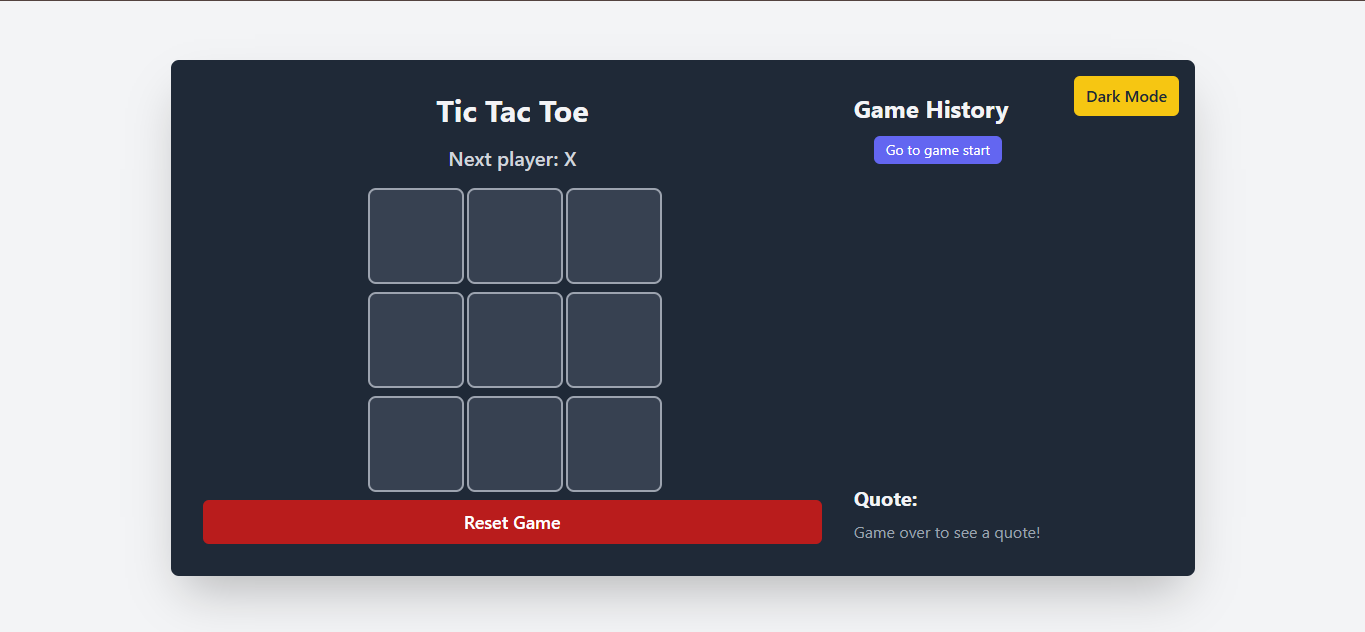 Tic Tac Toe
Next player: X
Reset Game
Game History
Go to game start
Dark Mode
Quote:
Game over to see a quote!